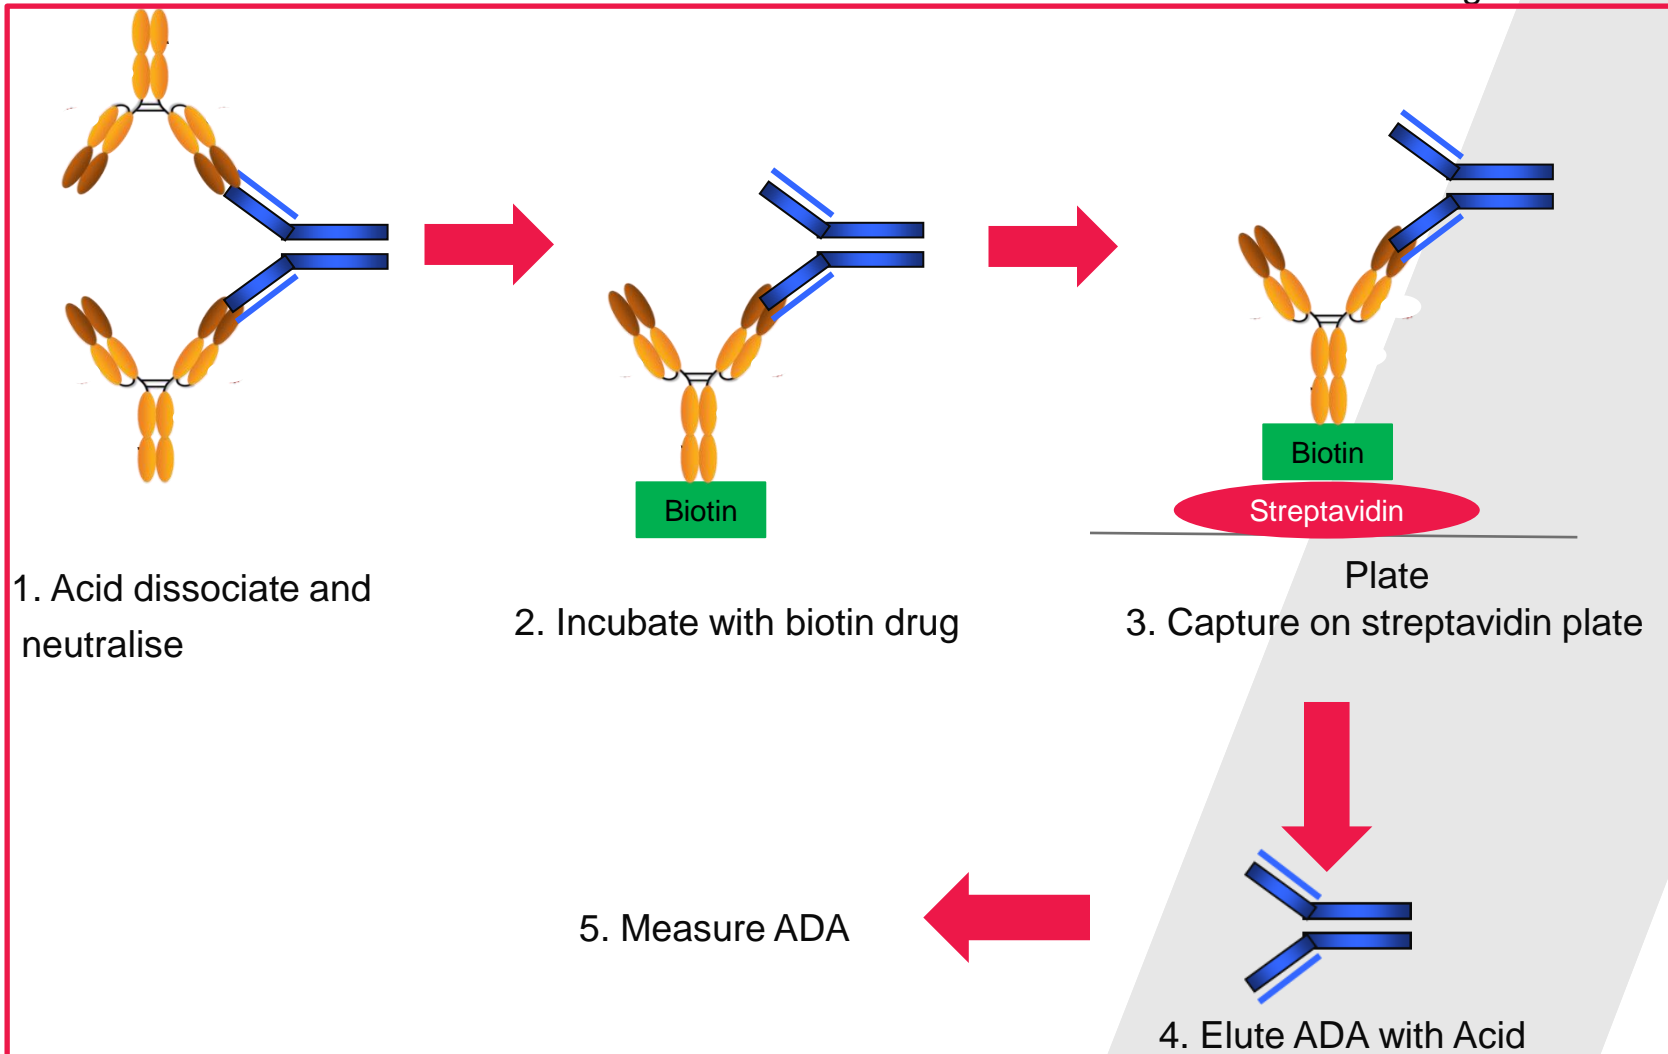 Biotin
Biotin
Streptavidin
Plate
1. Acid dissociate and
neutralise
2. Incubate with biotin drug
3. Capture on streptavidin plate
5. Measure ADA
4. Elute ADA with Acid